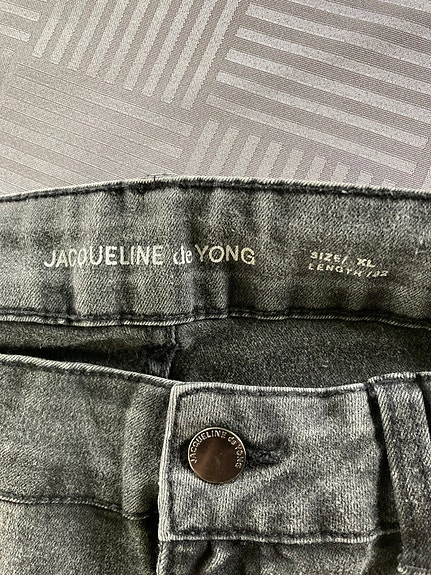 JACQUELINE de YONG
SIZE/ XL
LENGTH /32
JACQUELINE de YONG